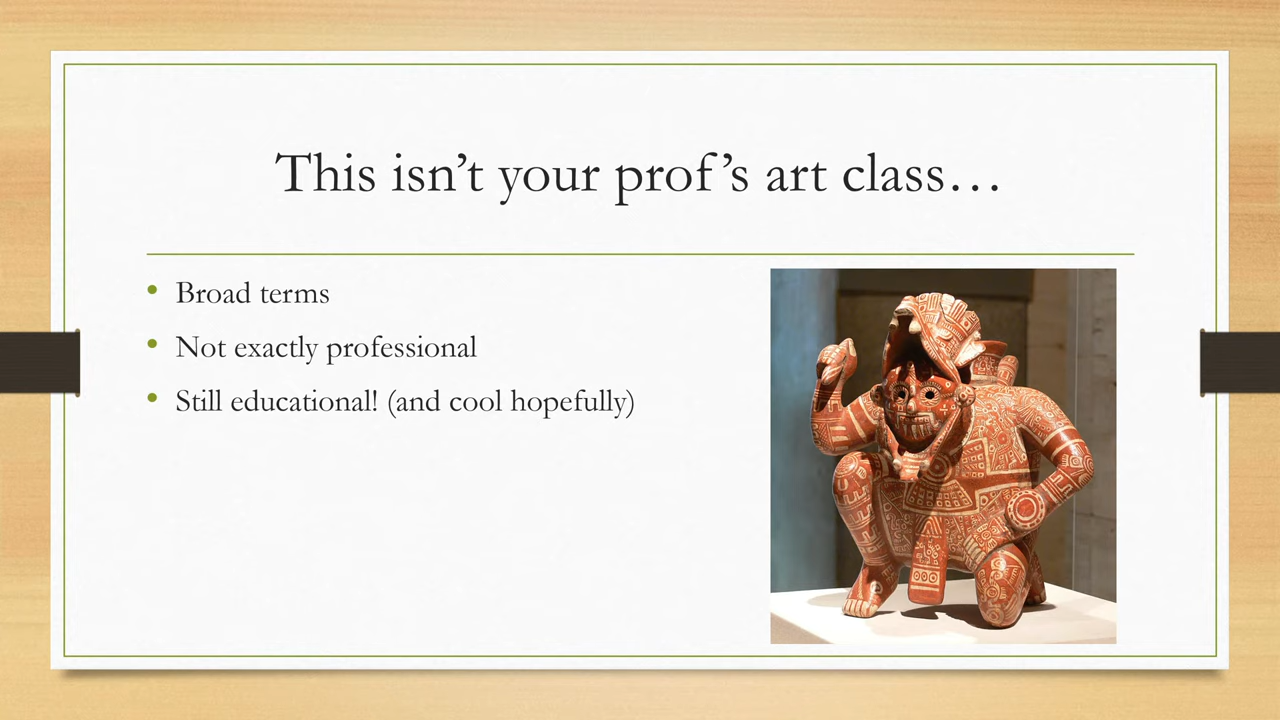 This isn’t your prof’s art class…
• Broad terms
• Not exactly professional
• Still educational! (and cool hopefully)